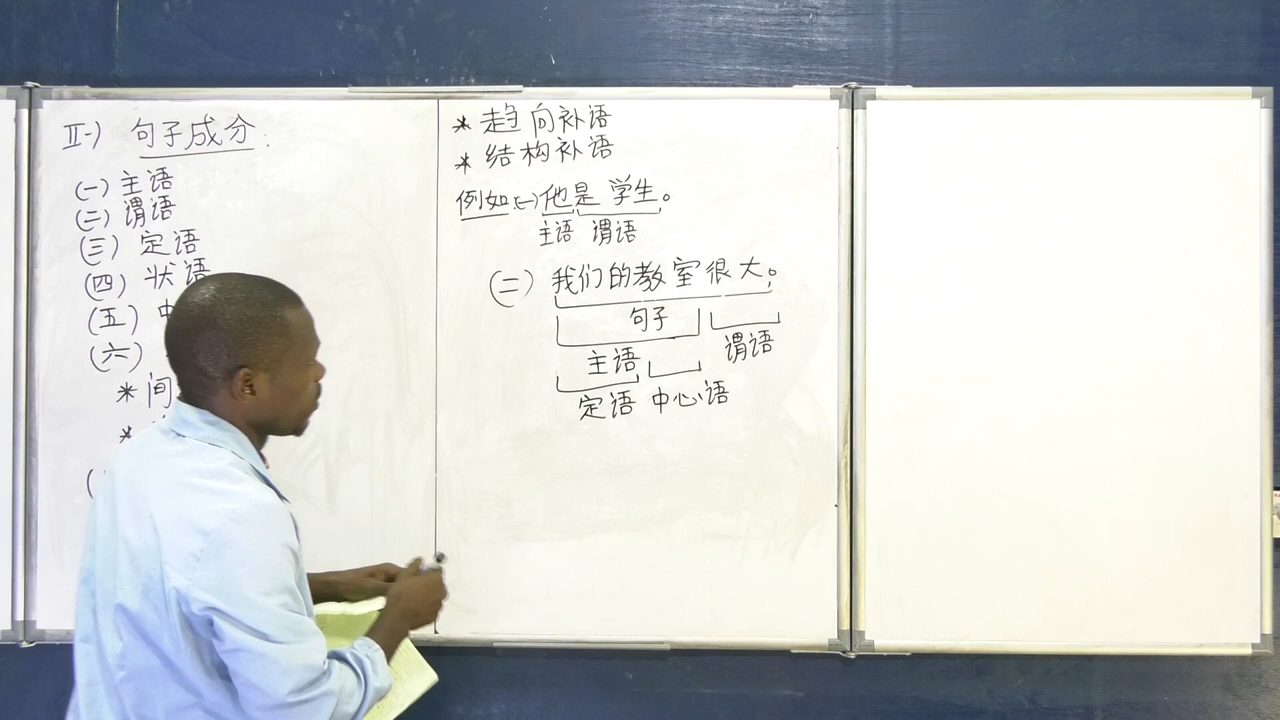 Ⅱ-) 句子成分:
(一) 主语
(二) 谓语
(三) 定语
(四) 状语
(五)
(六)
* 间
*
* 趋向补语
* 结构补语
例如:(一) 他是学生。
主语 谓语
(二) 我们的教室很大。
句子
主语 谓语
定语 中心语